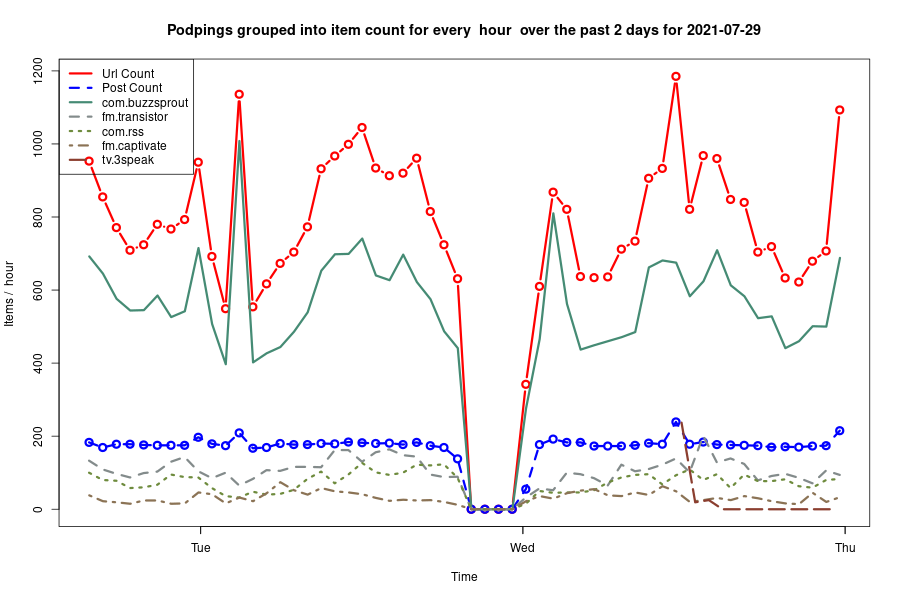 Podpings grouped into item count for every  hour  over the past 2 days for 2021-07-29
Url Count
Post Count
com.buzzsprout
fm.transistor
com.rss
fm.captivate
tv.3speak
Items / hour
1200
1000
800
600
400
200
0
Tue
Wed
Thu
Time